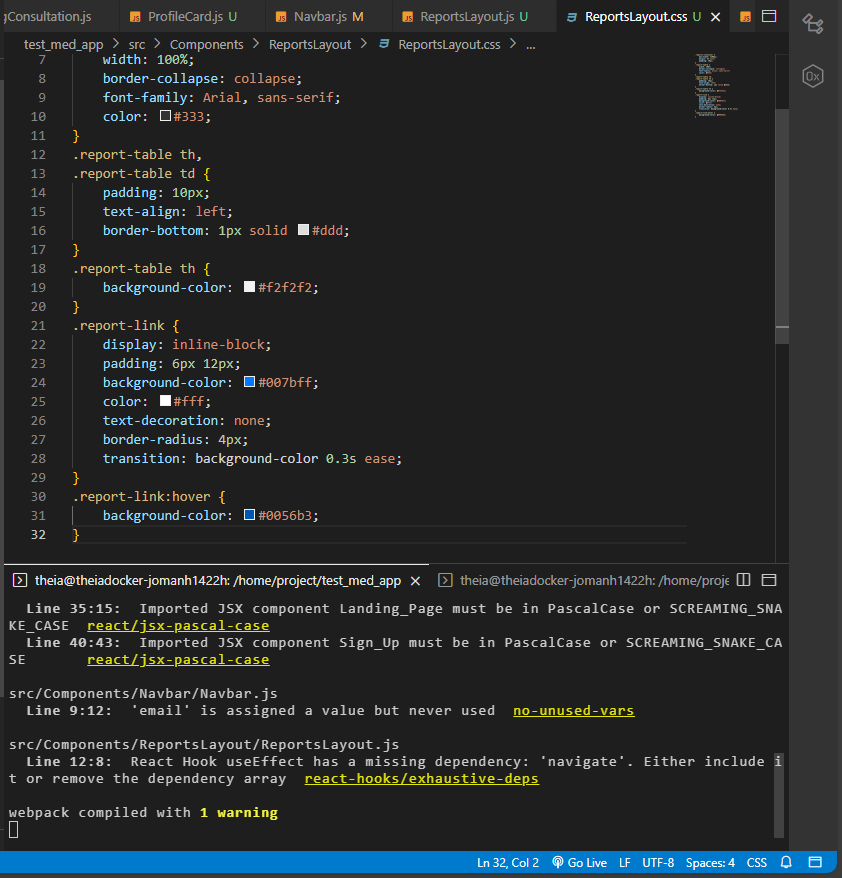 gConsultation.js
JS ProfileCard.js U
JS Navbar.js M
JS ReportsLayout.js U
ReportsLayout.css U
JS
test_med_app > src > Components > ReportsLayout > ReportsLayout.css > ...
7 width: 100%;
8 border-collapse: collapse;
9 font-family: Arial, sans-serif;
10 color: #333;
11 }
12 .report-table th,
13 .report-table td {
14 padding: 10px;
15 text-align: left;
16 border-bottom: 1px solid #ddd;
17 }
18 .report-table th {
19 background-color: #f2f2f2;
20 }
21 .report-link {
22 display: inline-block;
23 padding: 6px 12px;
24 background-color: #007bff;
25 color: #fff;
26 text-decoration: none;
27 border-radius: 4px;
28 transition: background-color 0.3s ease;
29 }
30 .report-link:hover {
31 background-color: #0056b3;
32 }
0x
theia@theiadocker-jomanh1422h: /home/project/test_med_app
theia@theiadocker-jomanh1422h: /home/proje
Line 35:15: Imported JSX component Landing_Page must be in PascalCase or SCREAMING_SNA
KE_CASE react/jsx-pascal-case
Line 40:43: Imported JSX component Sign_Up must be in PascalCase or SCREAMING_SNAKE_CA
SE react/jsx-pascal-case
src/Components/Navbar/Navbar.js
Line 9:12: 'email' is assigned a value but never used no-unused-vars
src/Components/ReportsLayout/ReportsLayout.js
Line 12:8: React Hook useEffect has a missing dependency: 'navigate'. Either include i
t or remove the dependency array react-hooks/exhaustive-deps
webpack compiled with 1 warning
Ln 32, Col 2 Go Live LF UTF-8 Spaces: 4 CSS